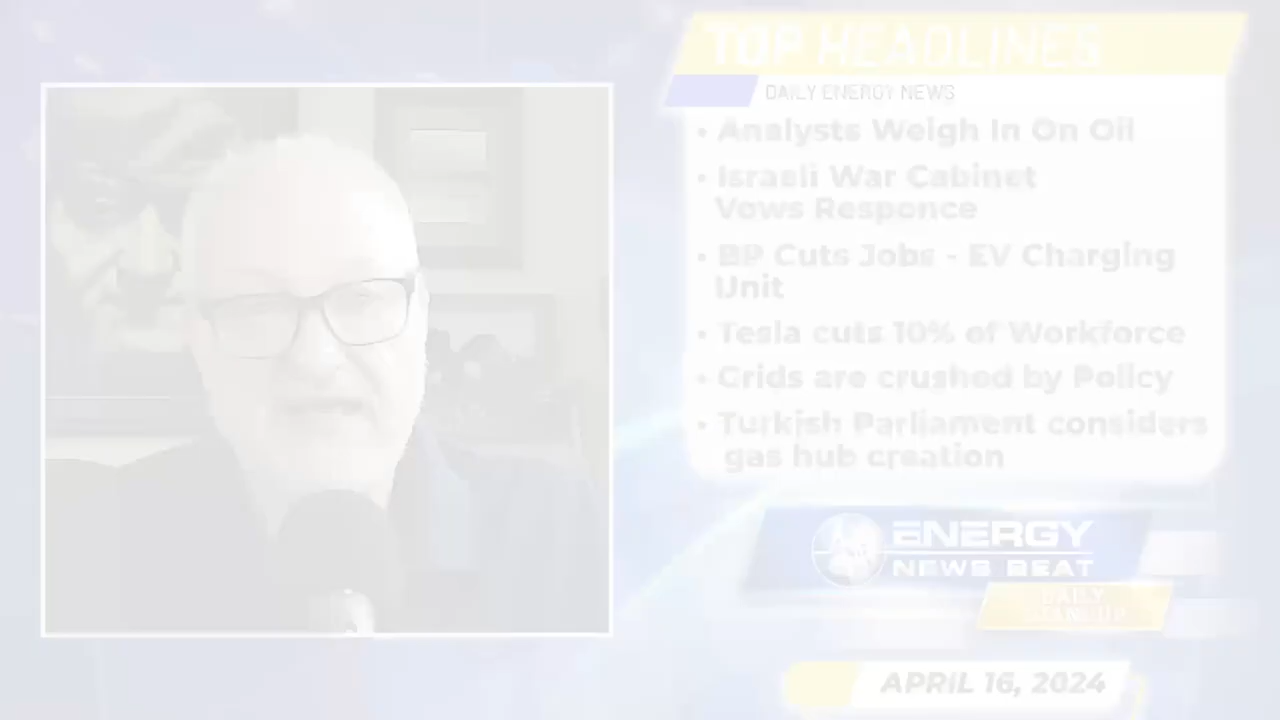 TOP HEADLINES
DAILY ENERGY NEWS
• Analysts Weigh In On Oil
• Israeli War Cabinet
Vows Responce
• BP Cuts Jobs - EV Charging
Unit
• Tesla cuts 10% of Workforce
• Grids are crushed by Policy
• Turkish Parliament considers
gas hub creation
ENERGY
NEWS BEAT
DAILY
STANDUP
APRIL 16, 2024